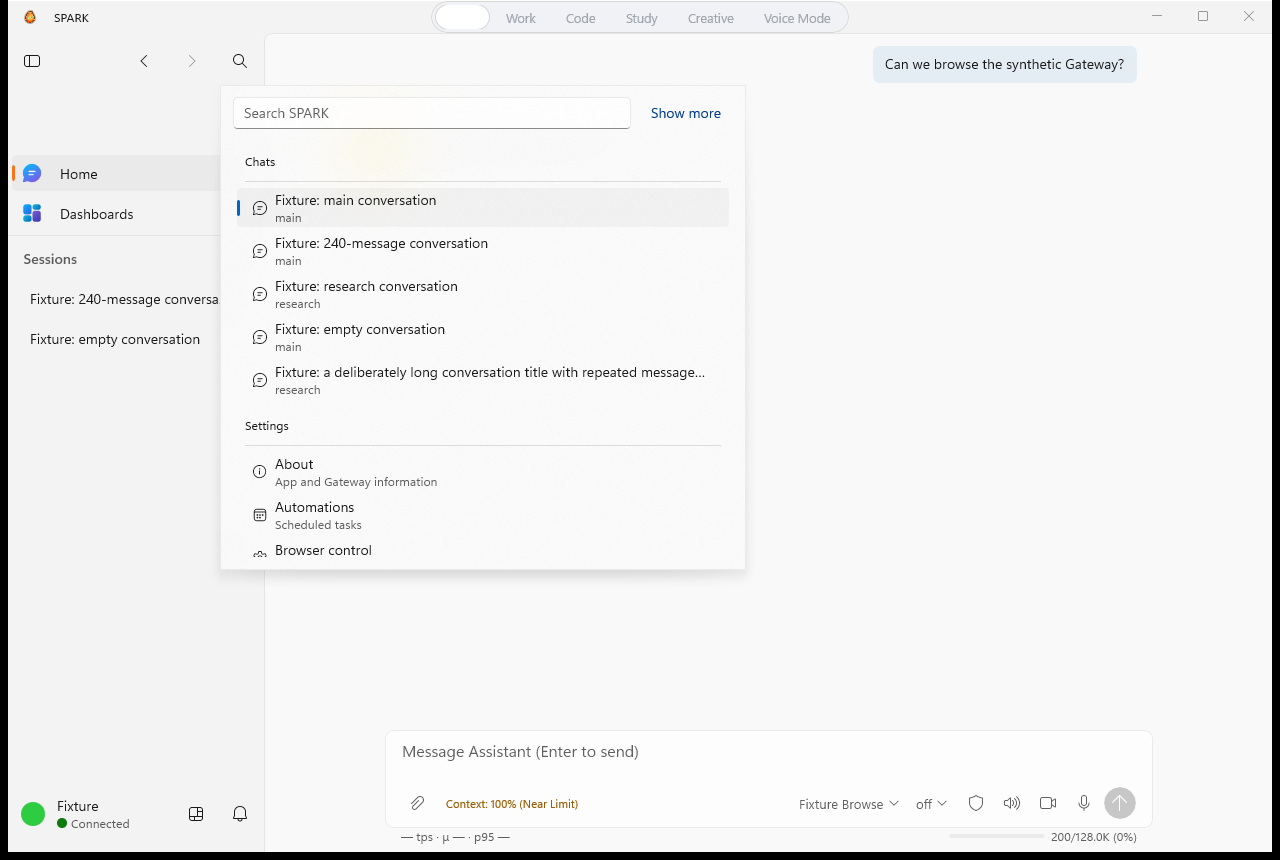 SPARK
Work
Code
Study
Creative
Voice Mode
Can we browse the synthetic Gateway?
Search SPARK
Show more
Chats
Fixture: main conversation
main
Fixture: 240-message conversation
main
Fixture: research conversation
research
Fixture: empty conversation
main
Fixture: a deliberately long conversation title with repeated message...
research
Settings
About
App and Gateway information
Automations
Scheduled tasks
Browser control
Home
Dashboards
Sessions
Fixture: 240-message conversa
Fixture: empty conversation
Message Assistant (Enter to send)
Context: 100% (Near Limit)
Fixture Browse
off
— tps · μ — · p95 —
200/128.0K (0%)
Fixture
Connected